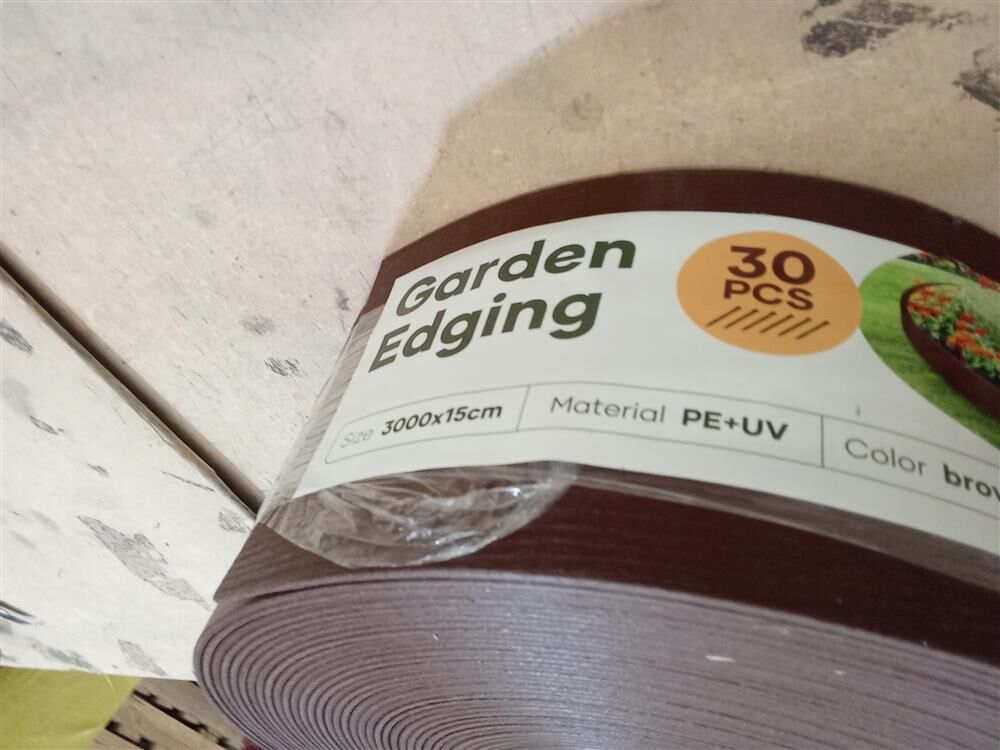 Garden
Edging
30
PCS
Size 3000x15cm
Material PE+UV
Color